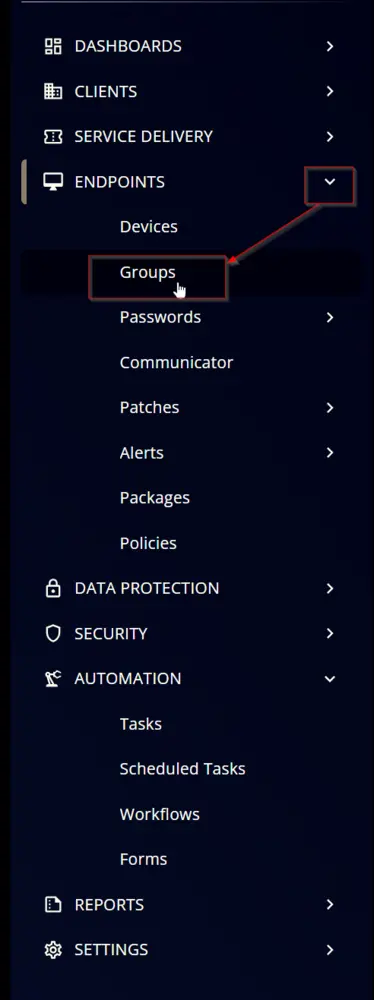 DASHBOARDS
CLIENTS
SERVICE DELIVERY
ENDPOINTS
Devices
Groups
Passwords
Communicator
Patches
Alerts
Packages
Policies
DATA PROTECTION
SECURITY
AUTOMATION
Tasks
Scheduled Tasks
Workflows
Forms
REPORTS
SETTINGS